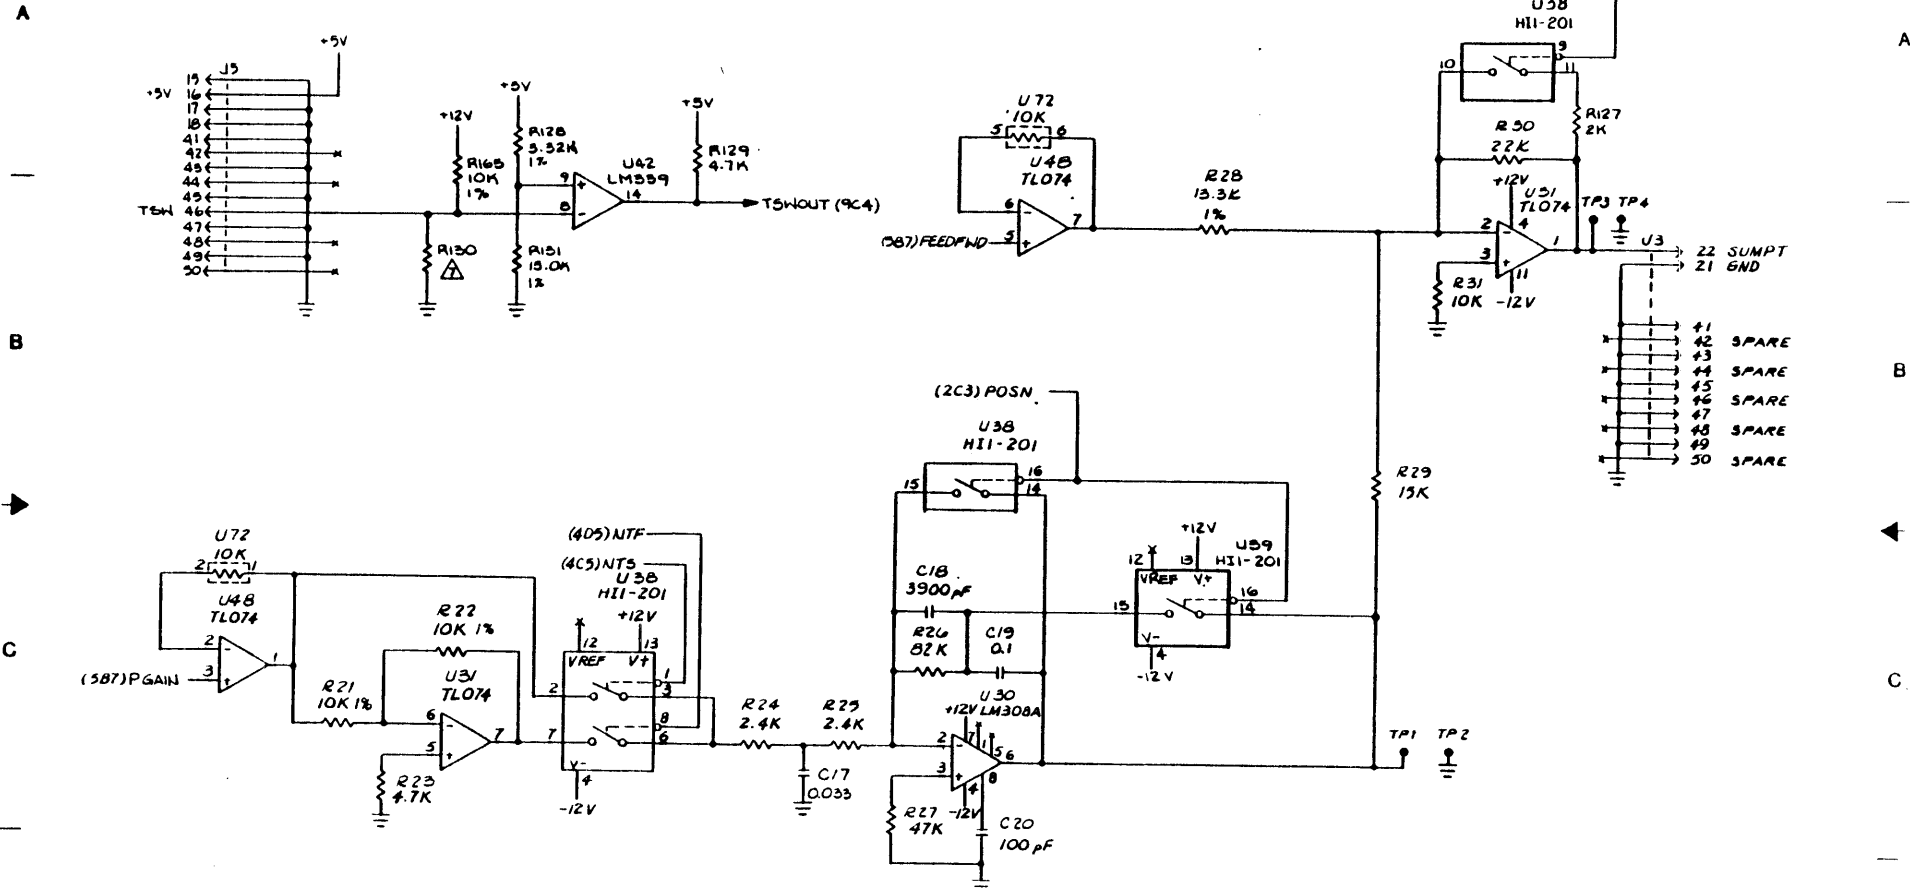 A
A
U38
HI1-201
10
9
11
R127
2K
R30
22K
+12V
U31
TL074
4
2
3
1
11
-12V
R31
10K
TP3
TP4
J3
22 SUMPT
21 GND
41
42 SPARE
43
44 SPARE
45
46 SPARE
47
48 SPARE
49
50 SPARE
+5V
J5
15
+5V 16
17
18
41
42
43
44
45
TSW 46
47
48
49
50
+12V
R165
10K
1%
R130
7
+5V
R128
3.32K
1%
R131
15.0K
1%
9
8
U42
LM339
14
+5V
R129
4.7K
TSWOUT (9C4)
U72
10K
5
6
U48
TL074
6
5
7
(5B7)FEEDFWD
R28
13.3K
1%
B
B
(2C3)POSN
U38
HI1-201
15
16
14
R29
15K
U72
10K
2
1
U48
TL074
2
3
1
(5B7)PGAIN
R21
10K 1%
R22
10K 1%
U31
TL074
6
5
7
R23
4.7K
(4D5)NTF
(4C5)NTS
U38
HI1-201
+12V
12
13
VREF
V+
1
2
3
8
7
6
V-
4
-12V
R24
2.4K
R25
2.4K
C17
0.033
C18
3900pF
R26
82K
C19
0.1
U30
LM308A
+12V
7
1
5
2
3
6
8
4
-12V
R27
47K
C20
100pF
+12V
U39
HI1-201
12
13
VREF
V+
15
16
14
V-
4
-12V
TP1
TP2
C
C